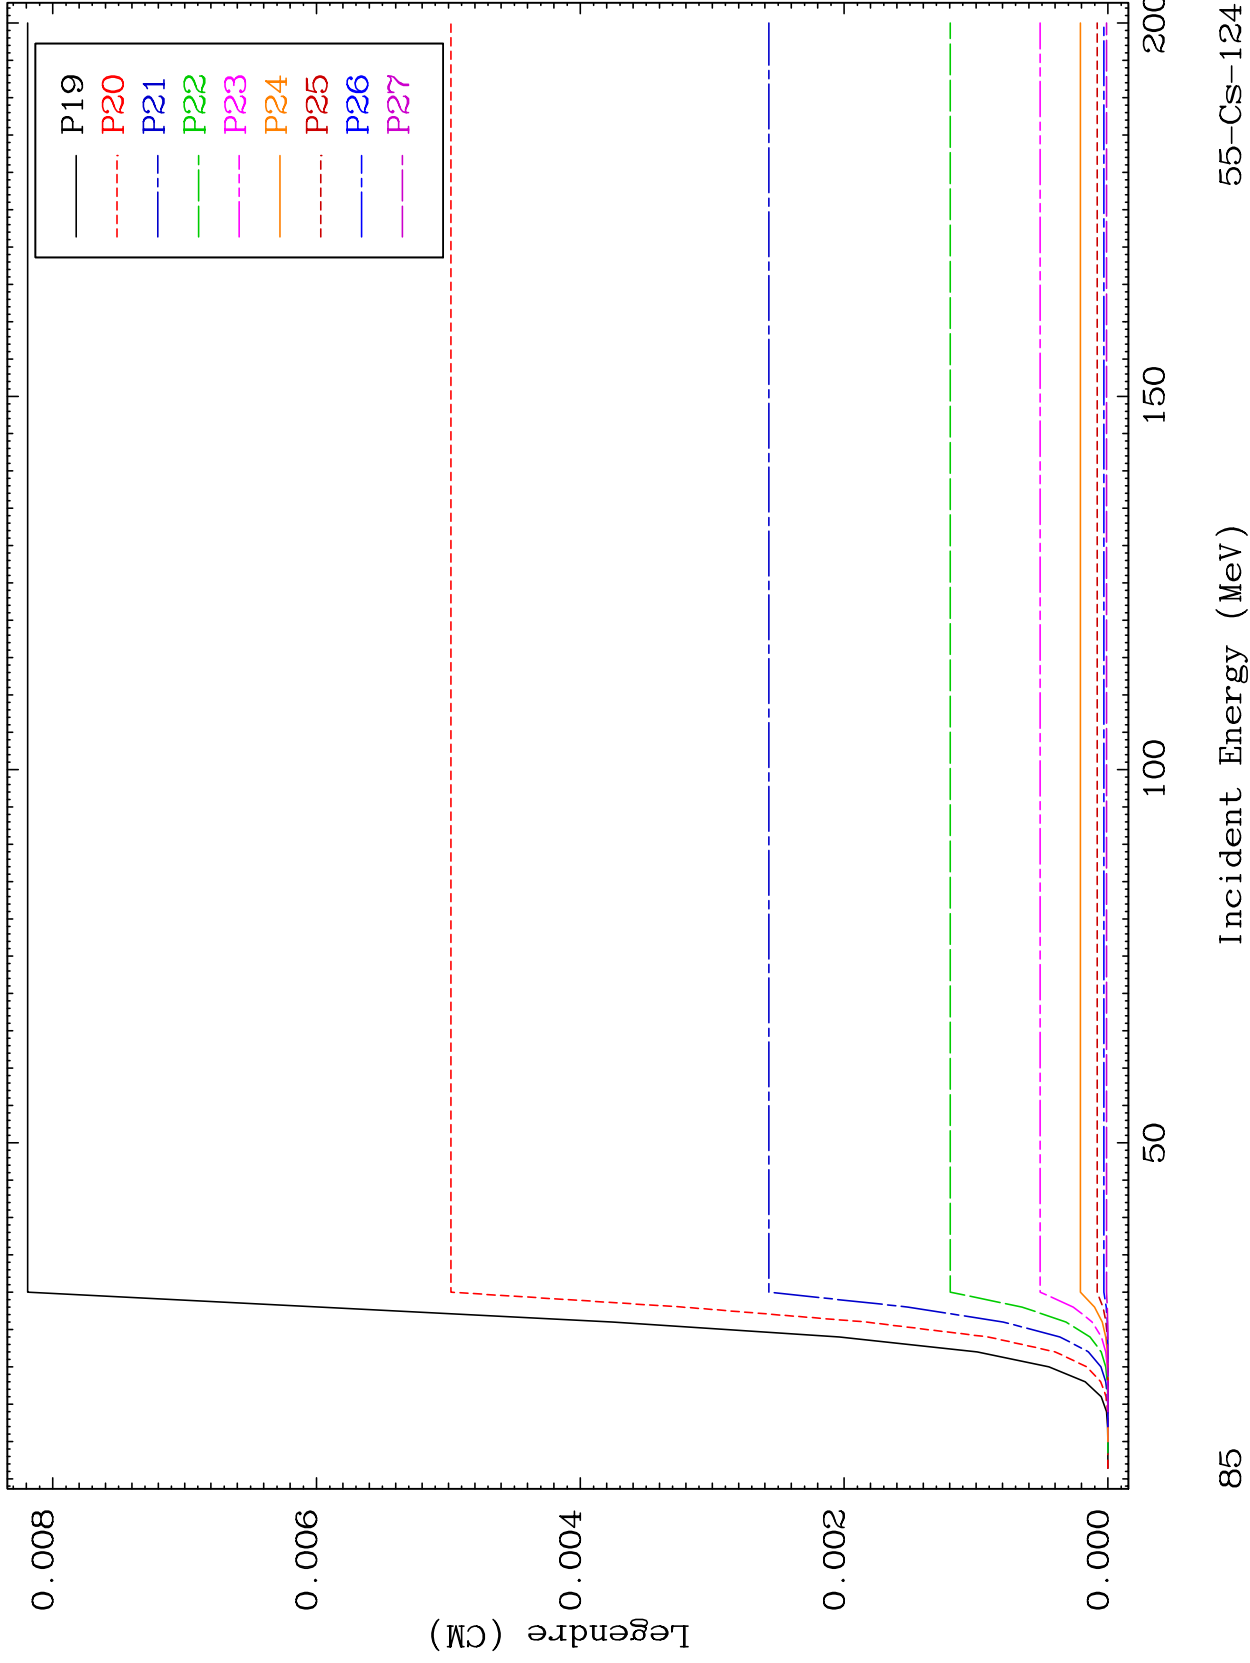 P19
P20
P21
P22
P23
P24
P25
P26
P27
0.008
0.006
0.004
0.002
0.000
Legendre (CM)
50
100
150
200
Incident Energy (MeV)
85
55-Cs-124